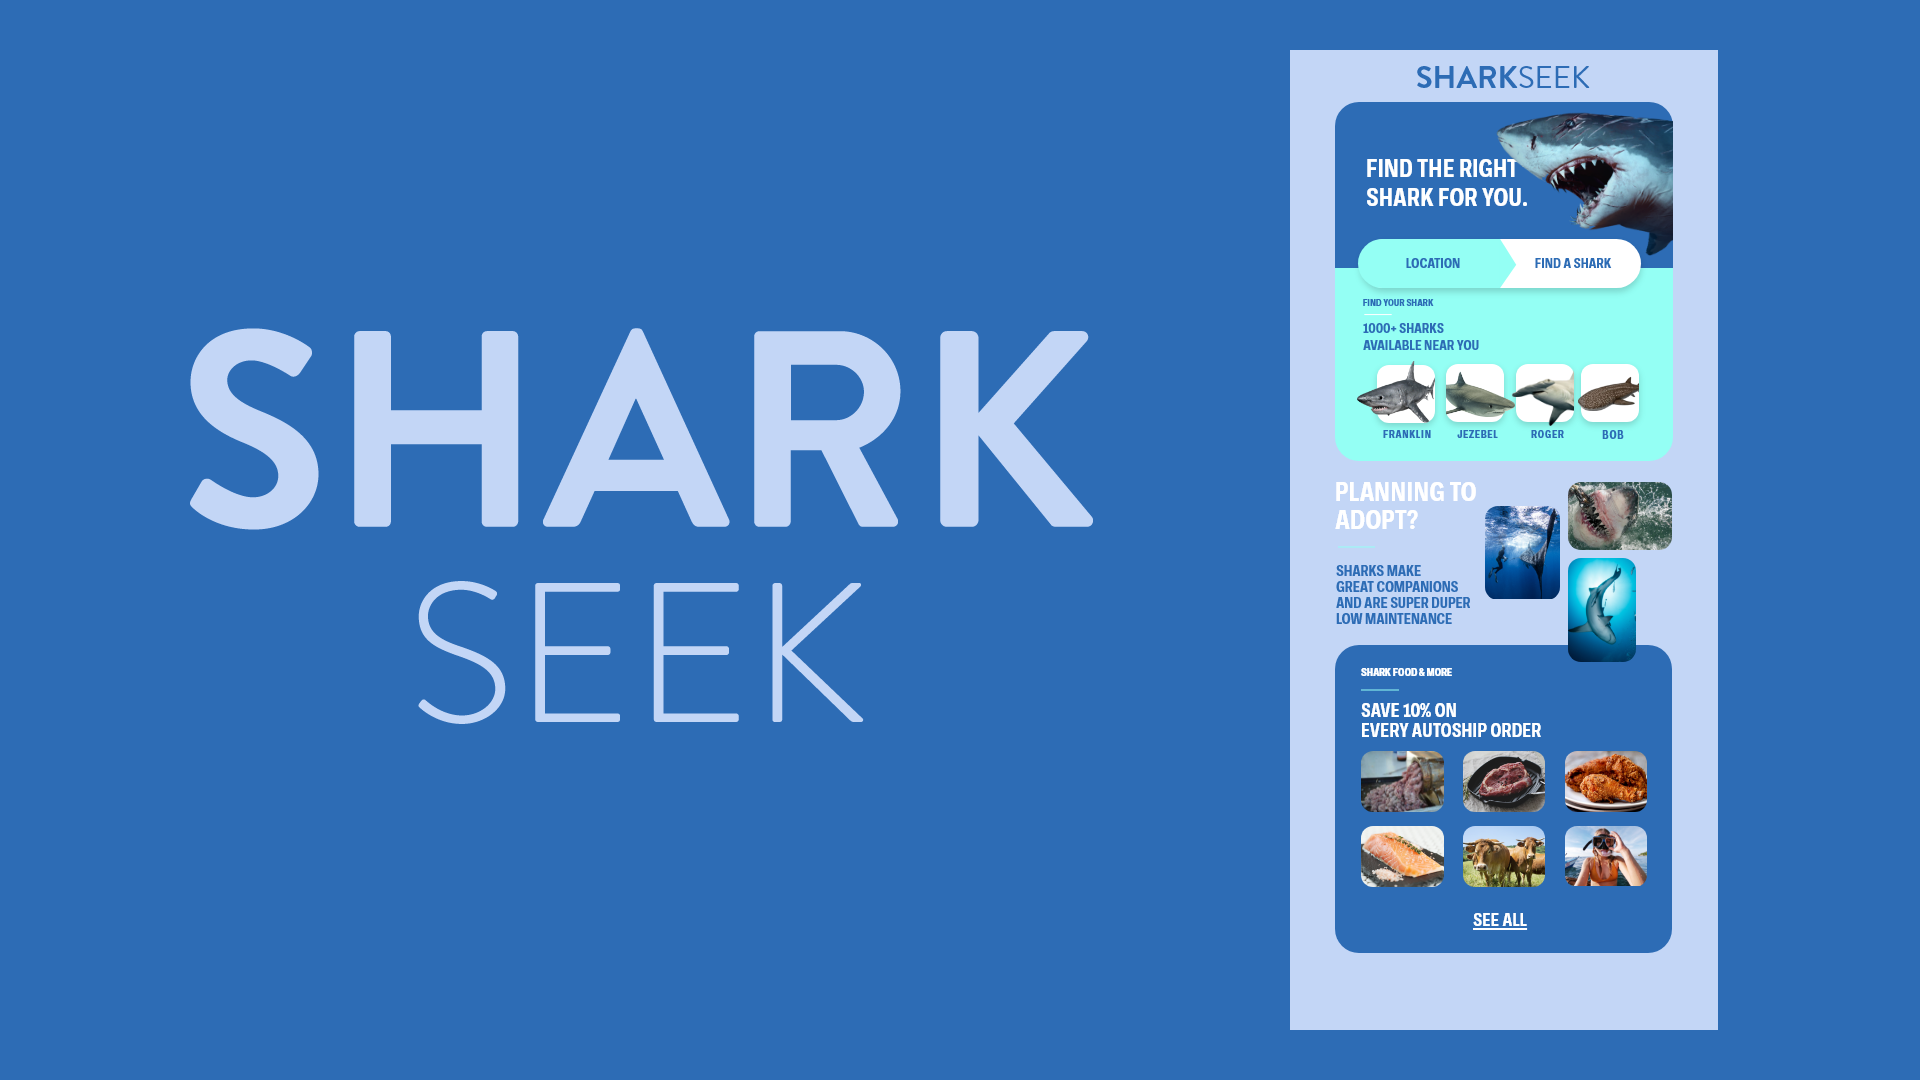 SHARK
SEEK
SHARKSEEK
FIND THE RIGHT
SHARK FOR YOU.
LOCATION
FIND A SHARK
FIND YOUR SHARK
1000+ SHARKS
AVAILABLE NEAR YOU
FRANKLIN
JEZEBEL
ROGER
BOB
PLANNING TO
ADOPT?
SHARKS MAKE
GREAT COMPANIONS
AND ARE SUPER DUPER
LOW MAINTENANCE
SHARK FOOD & MORE
SAVE 10% ON
EVERY AUTOSHIP ORDER
SEE ALL